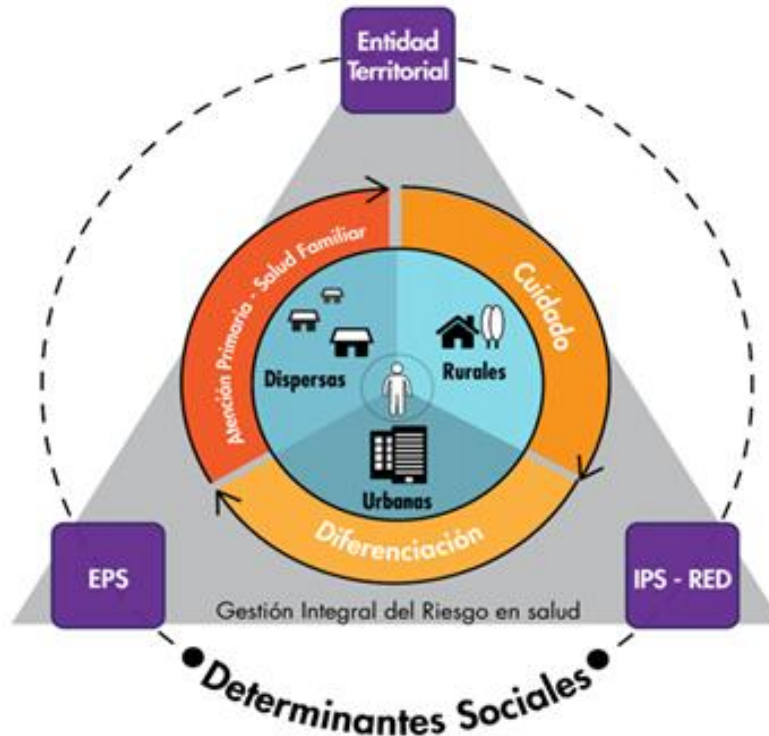 Entidad
Territorial
Atención Primaria - Salud Familiar
Cuidado
Dispersas
Rurales
Urbanas
Diferenciación
EPS
IPS - RED
Gestión Integral del Riesgo en salud
Determinantes Sociales